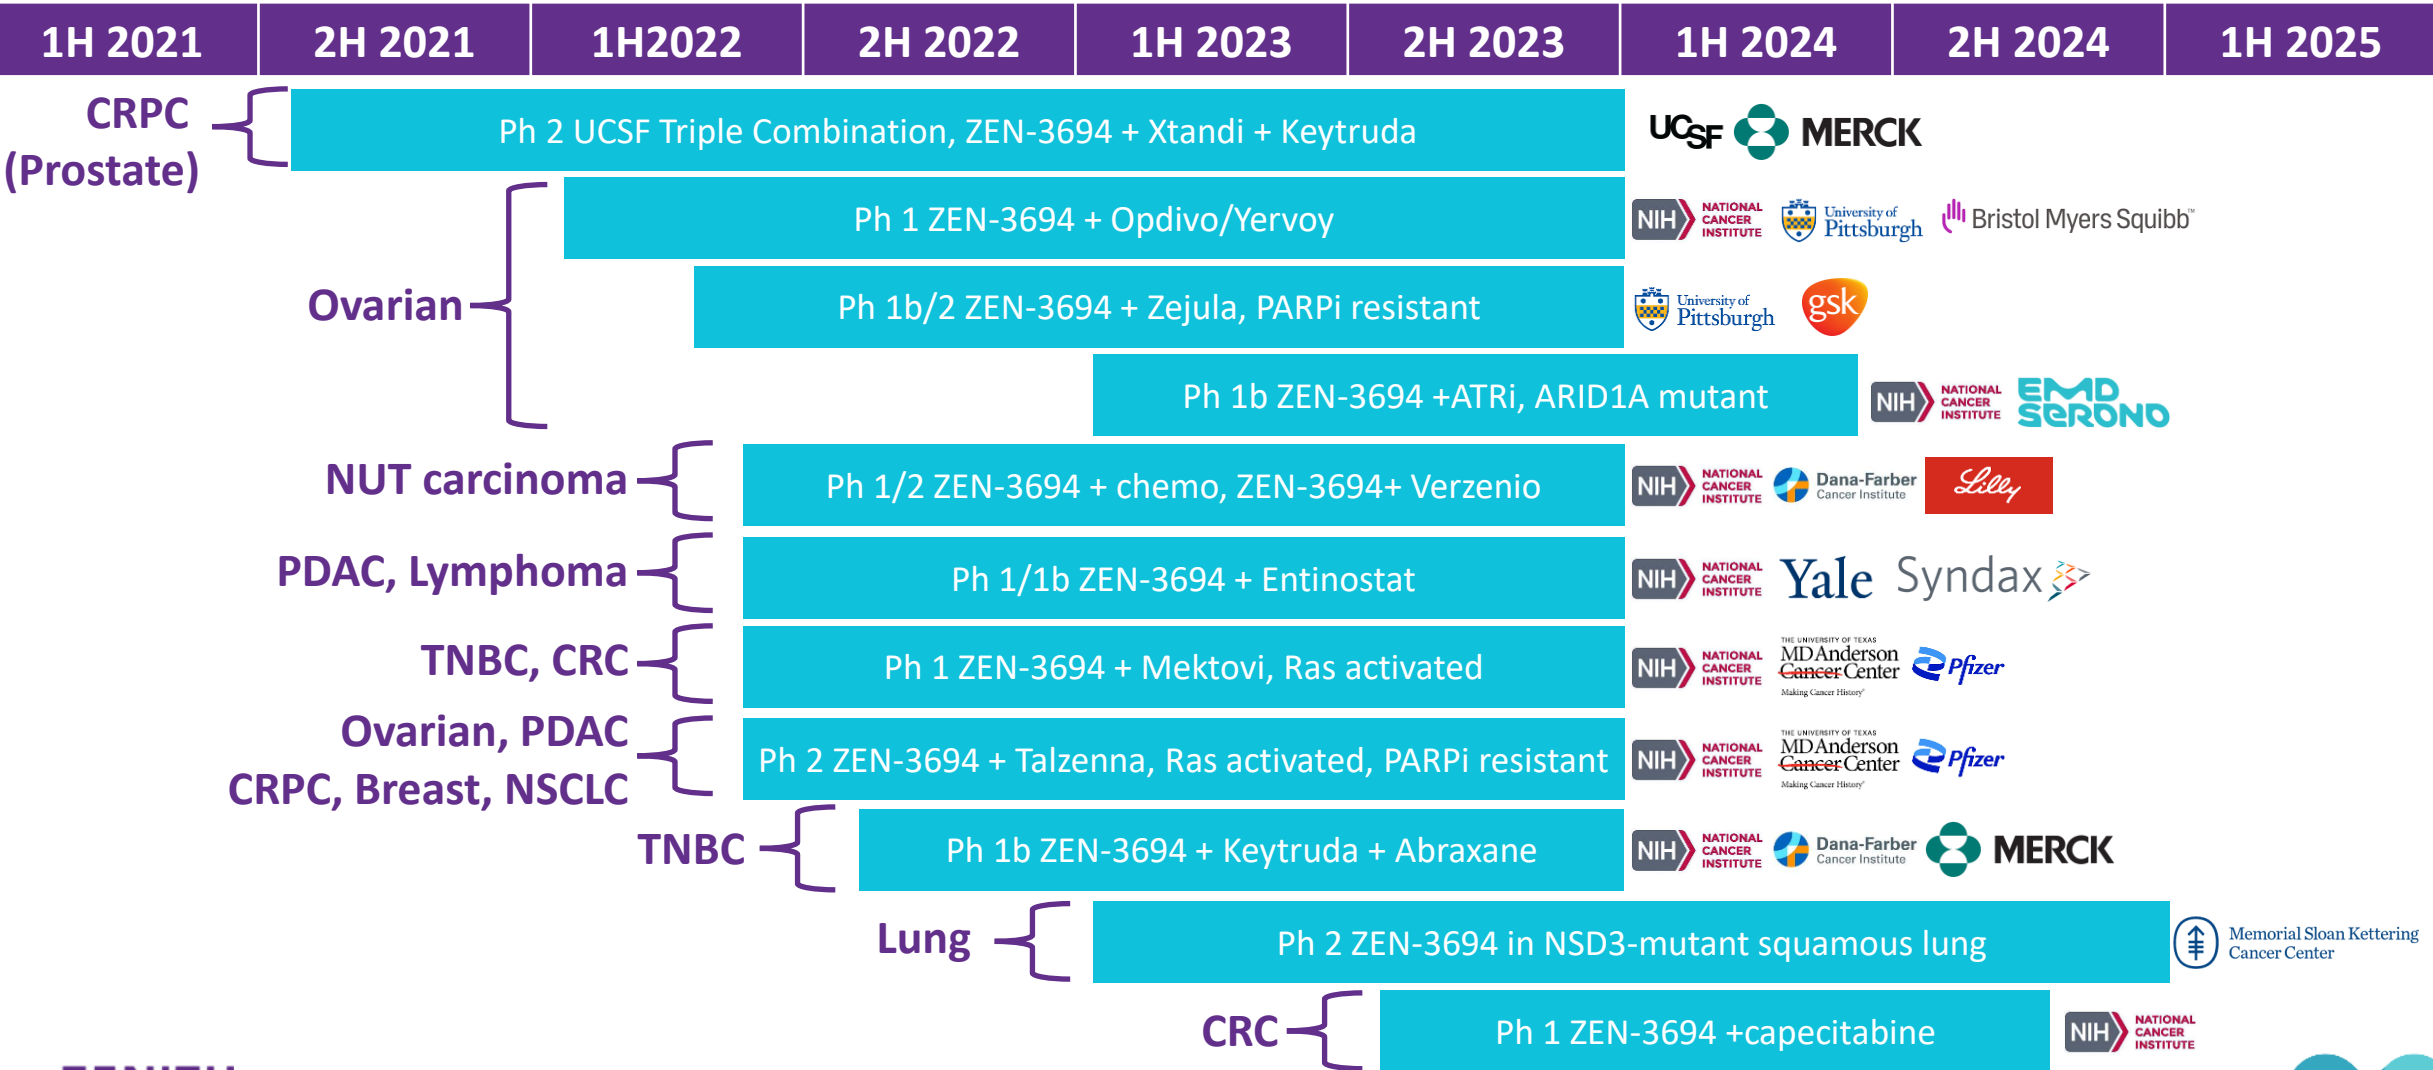 1H 2021 2H 2021 1H2022 2H 2022 1H 2023 2H 2023 1H 2024 2H 2024 1H 2025
CRPC
(Prostate)
Ph 2 UCSF Triple Combination, ZEN-3694 + Xtandi + Keytruda
UCSF MERCK
Ovarian
Ph 1 ZEN-3694 + Opdivo/Yervoy
NIH NATIONAL CANCER INSTITUTE
University of Pittsburgh
Bristol Myers Squibb™
Ph 1b/2 ZEN-3694 + Zejula, PARPi resistant
University of Pittsburgh
gsk
Ph 1b ZEN-3694 +ATRi, ARID1A mutant
NIH NATIONAL CANCER INSTITUTE
EMD SERONO
NUT carcinoma
Ph 1/2 ZEN-3694 + chemo, ZEN-3694+ Verzenio
NIH NATIONAL CANCER INSTITUTE
Dana-Farber Cancer Institute
Lilly
PDAC, Lymphoma
Ph 1/1b ZEN-3694 + Entinostat
NIH NATIONAL CANCER INSTITUTE
Yale Syndax
TNBC, CRC
Ph 1 ZEN-3694 + Mektovi, Ras activated
NIH NATIONAL CANCER INSTITUTE
THE UNIVERSITY OF TEXAS
MD Anderson
Cancer Center
Making Cancer History®
Pfizer
Ovarian, PDAC
CRPC, Breast, NSCLC
Ph 2 ZEN-3694 + Talzenna, Ras activated, PARPi resistant
NIH NATIONAL CANCER INSTITUTE
THE UNIVERSITY OF TEXAS
MD Anderson
Cancer Center
Making Cancer History®
Pfizer
TNBC
Ph 1b ZEN-3694 + Keytruda + Abraxane
NIH NATIONAL CANCER INSTITUTE
Dana-Farber Cancer Institute
MERCK
Lung
Ph 2 ZEN-3694 in NSD3-mutant squamous lung
Memorial Sloan Kettering
Cancer Center
CRC
Ph 1 ZEN-3694 +capecitabine
NIH NATIONAL CANCER INSTITUTE